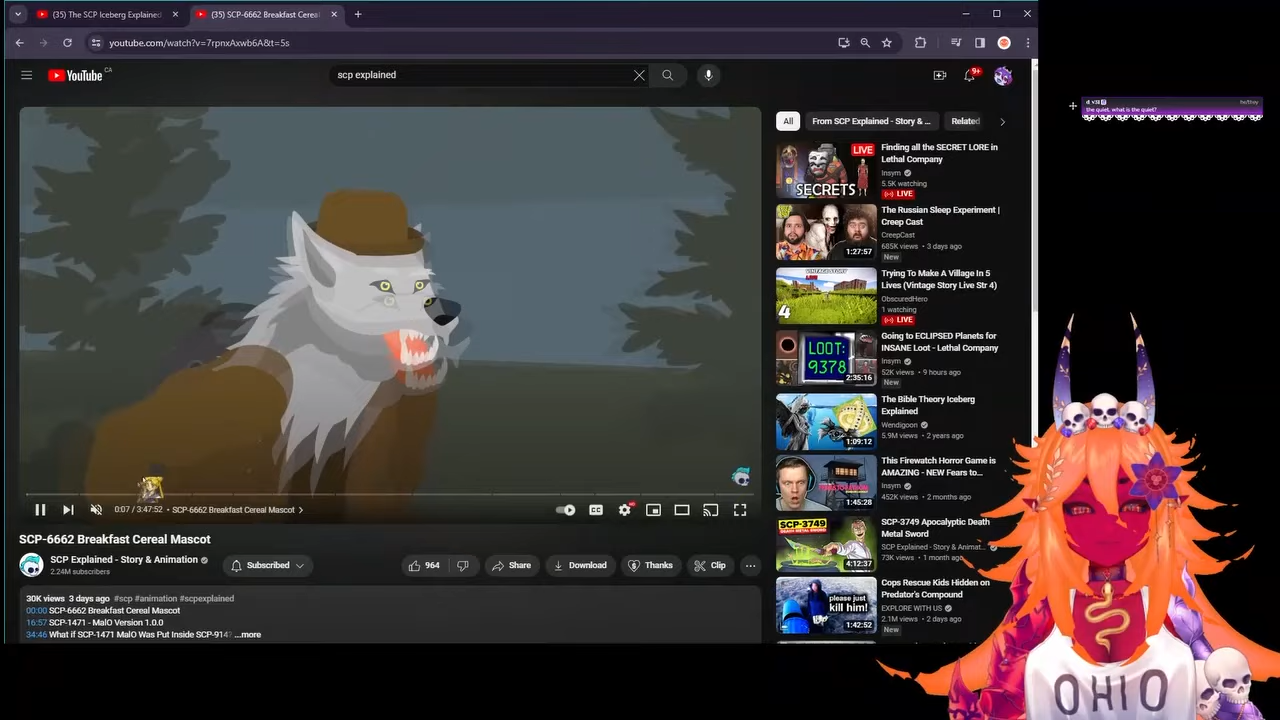 (35) The SCP Iceberg Explained
(35) SCP-6662 Breakfast Cereal
youtube.com/watch?v=7rpnxAxwb6A&t=5s
YouTube CA
scp explained
9+
All
From SCP Explained - Story & ...
Related
LIVE
SECRETS
Finding all the SECRET LORE in
Lethal Company
Insym
5.5K watching
LIVE
1:27:57
The Russian Sleep Experiment |
Creep Cast
CreepCast
685K views • 3 days ago
New
4
Trying To Make A Village In 5
Lives (Vintage Story Live Str 4)
ObscuredHero
1 watching
LIVE
LOOT:
9378
2:35:16
Going to ECLIPSED Planets for
INSANE Loot - Lethal Company
Insym
52K views • 9 hours ago
New
1:09:12
The Bible Theory Iceberg
Explained
Wendigoon
5.9M views • 2 years ago
1:45:28
This Firewatch Horror Game is
AMAZING - NEW Fears to...
Insym
452K views • 2 months ago
SCP-3749
4:12:37
SCP-3749 Apocalyptic Death
Metal Sword
SCP Explained - Story & Animat...
73K views • 1 month ago
please just
kill him!
1:42:52
Cops Rescue Kids Hidden on
Predator's Compound
EXPLORE WITH US
2.1M views • 2 days ago
New
0:07 / 3:47:52 • SCP-6662 Breakfast Cereal Mascot
SCP-6662 Breakfast Cereal Mascot
SCP Explained - Story & Animation
2.24M subscribers
Subscribed
964
Share
Download
Thanks
Clip
30K views 3 days ago #scp #animation #scpexplained
00:00 SCP-6662 Breakfast Cereal Mascot
16:57 SCP-1471 - MalO Version 1.0.0
34:46 What if SCP-1471 MalO Was Put Inside SCP-914? ...more
he/they
the quiet. what is the quiet?
OHIO